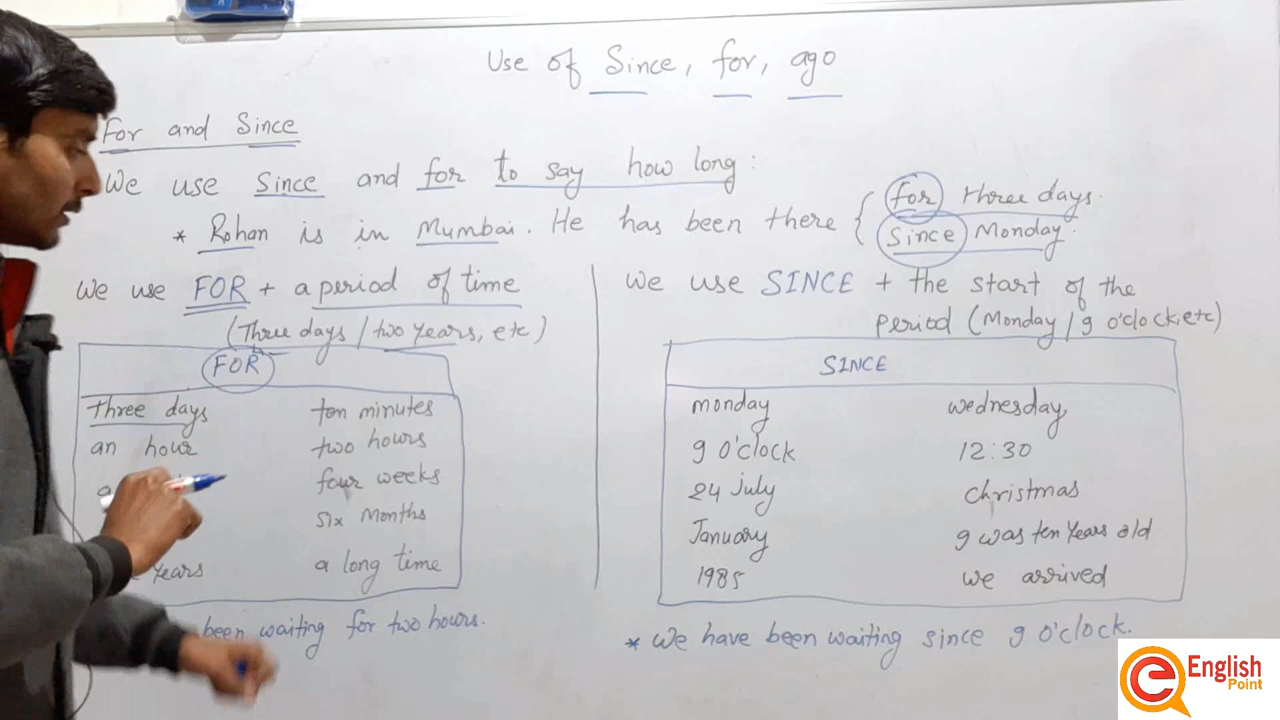 Use of Since, for, ago
For and Since
We use Since and for to say how long:
* Rohan is in Mumbai. He has been there { for three days.
Since Monday.
We use FOR + a period of time
(Three days / two years, etc)
FOR
three days ten minutes
an hour two hours
a four weeks
six Months
years a long time
been waiting for two hours.
We use SINCE + the start of the
period (Monday / 9 o'clock, etc)
SINCE
monday wednesday
9 o'clock 12:30
24 july christmas
January 9 was ten years old
1985 we arrived
* We have been waiting since 9 o'clock.
English
Point